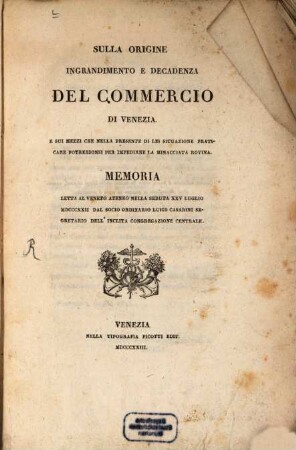 SULLA ORIGINE
INGRANDIMENTO E DECADENZA
DEL COMMERCIO
DI VENEZIA
E SUI MEZZI CHE NELLA PRESENTE DI LEI SITUAZIONE PRATI-
CARE POTREBBONSI PER IMPEDIRNE LA MINACCIATA ROVINA.
MEMORIA
LETTA AL VENETO ATENEO NELLA SEDUTA XXV LUGLIO
MDCCCXXII DAL SOCIO ORDINARIO LUIGI CASARINI SE-
GRETARIO DELL' INCLITA CONGREGAZIONE CENTRALE.
R
VENEZIA
NELLA TIPOGRAFIA PICOTTI EDIT.
MDCCCXXIII.